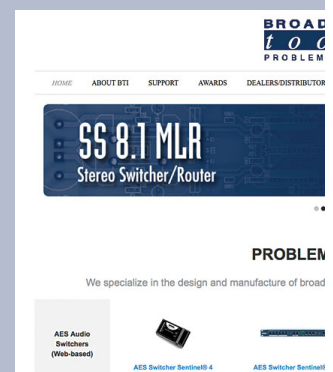 BROAD
too
PROBLEM
HOME ABOUT BTI SUPPORT AWARDS DEALERS/DISTRIBUTOR
SS 8.1 MLR
Stereo Switcher/Router
PROBLEM
We specialize in the design and manufacture of broad
AES Audio
Switchers
(Web-based)
AES Switcher Sentinel® 4 AES Switcher Sentinel®